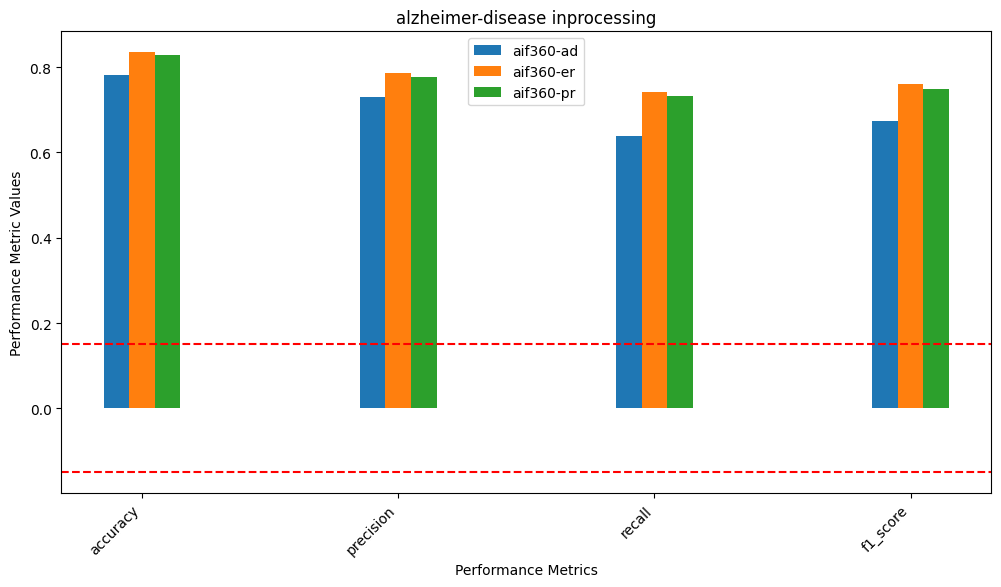 alzheimer-disease inprocessing
aif360-ad
aif360-er
aif360-pr
Performance Metric Values
0.8
0.6
0.4
0.2
0.0
accuracy
precision
recall
f1_score
Performance Metrics